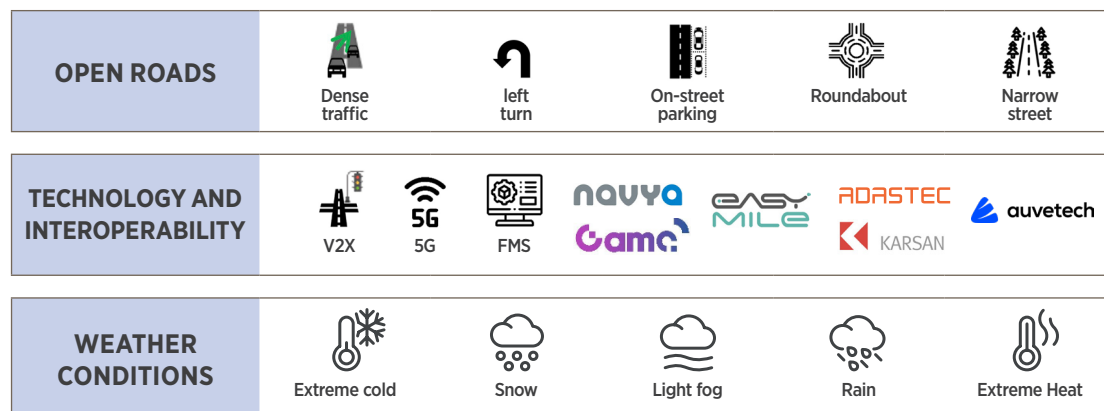 OPEN ROADS
Dense
traffic
left
turn
On-street
parking
Roundabout
Narrow
street
TECHNOLOGY AND
INTEROPERABILITY
V2X
5G
5G
FMS
navya
Gama
EASY
MILE
ADASTEC
KARSAN
auvetech
WEATHER
CONDITIONS
Extreme cold
Snow
Light fog
Rain
Extreme Heat